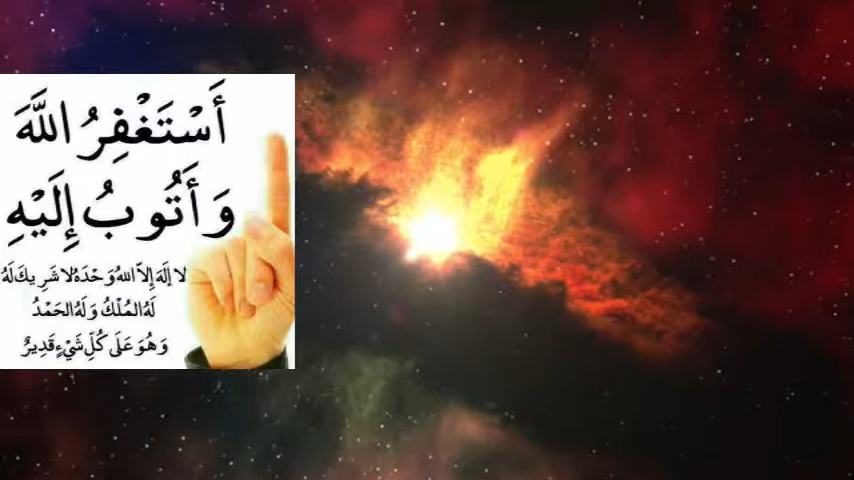 أَسْتَغْفِرُ اللَّهَ
وَأَتُوبُ إِلَيْهِ
لا إِلَهَ إِلاَّ اللهُ وَحْدَهُ لا شَرِيكَ لَهُ
لَهُ المُلْكُ وَلَهُ الحَمْدُ
وَهُوَ عَلَى كُلِّ شَيْءٍ قَدِيرٌ